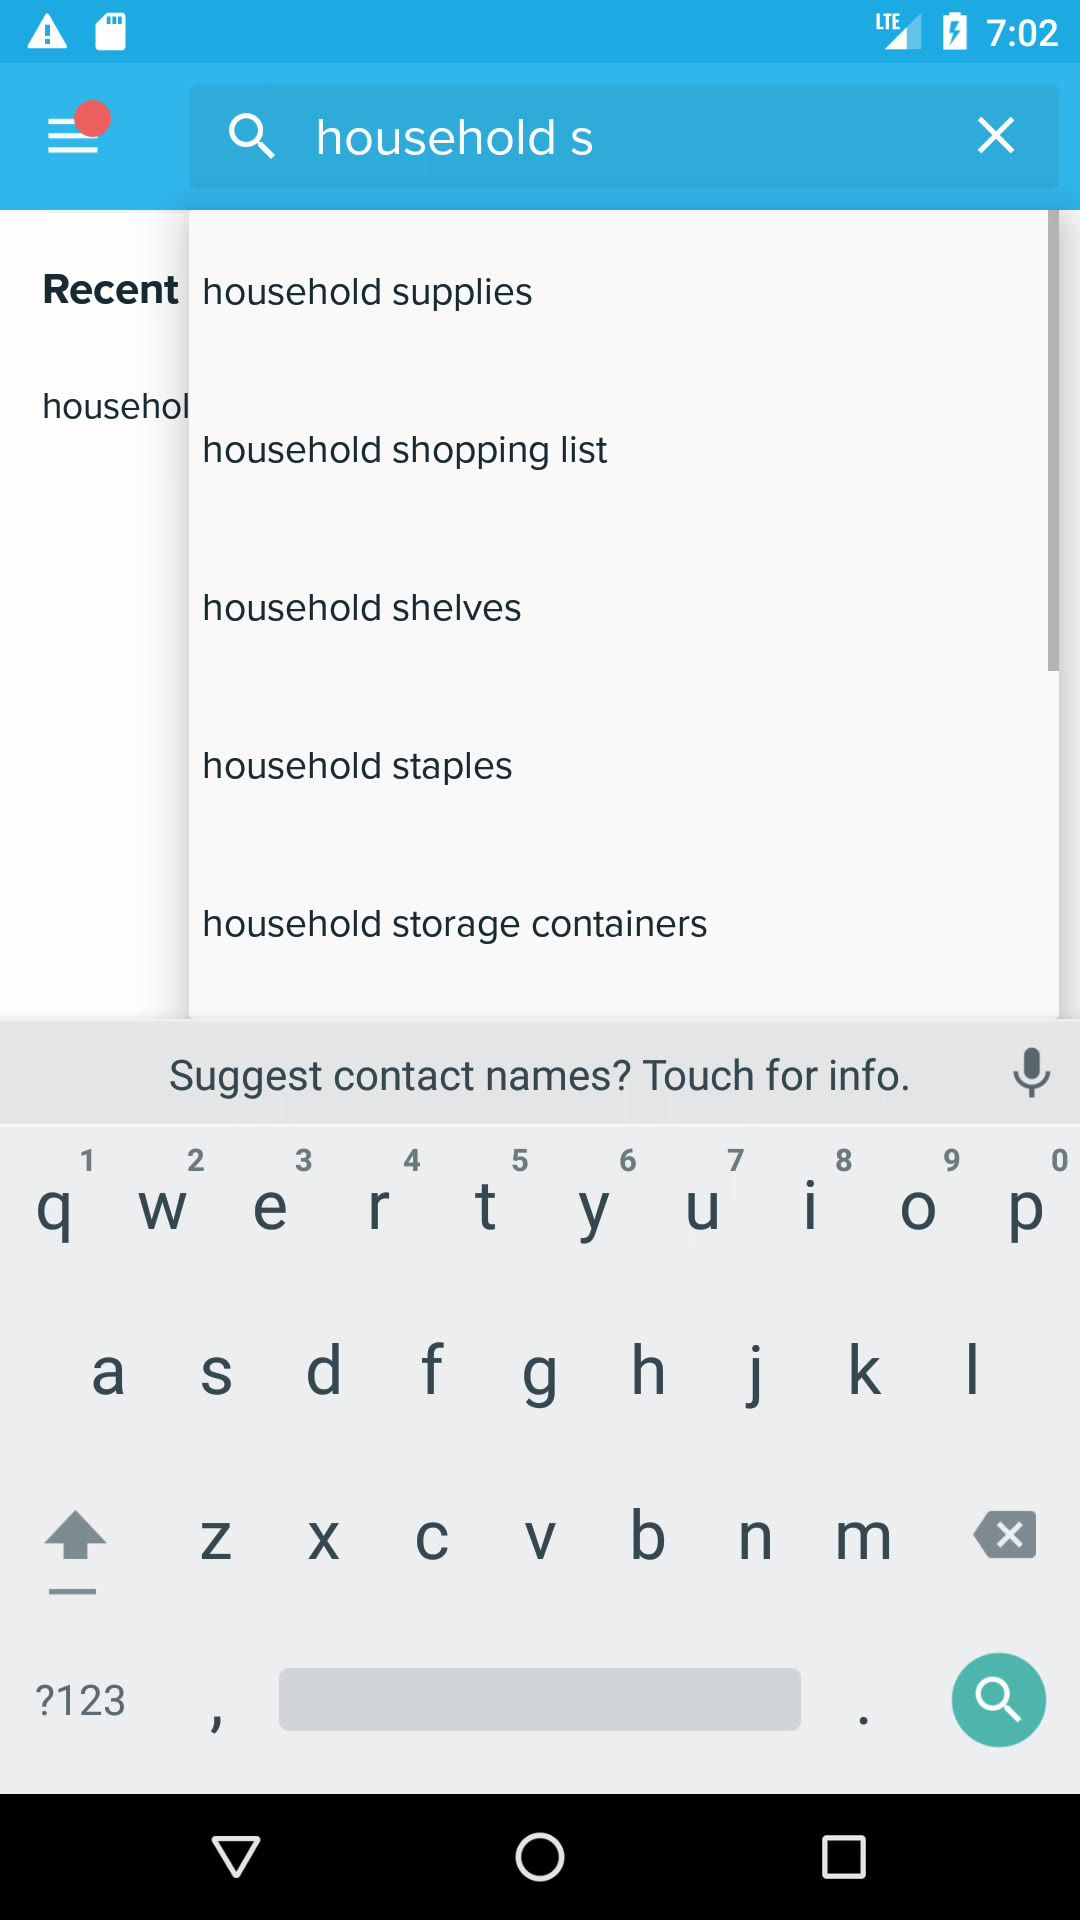 LTE 7:02
household s
Recent
househol
household supplies
household shopping list
household shelves
household staples
household storage containers
Suggest contact names? Touch for info.
1 2 3 4 5 6 7 8 9 0
q w e r t y u i o p
a s d f g h j k l
z x c v b n m
?123 , .